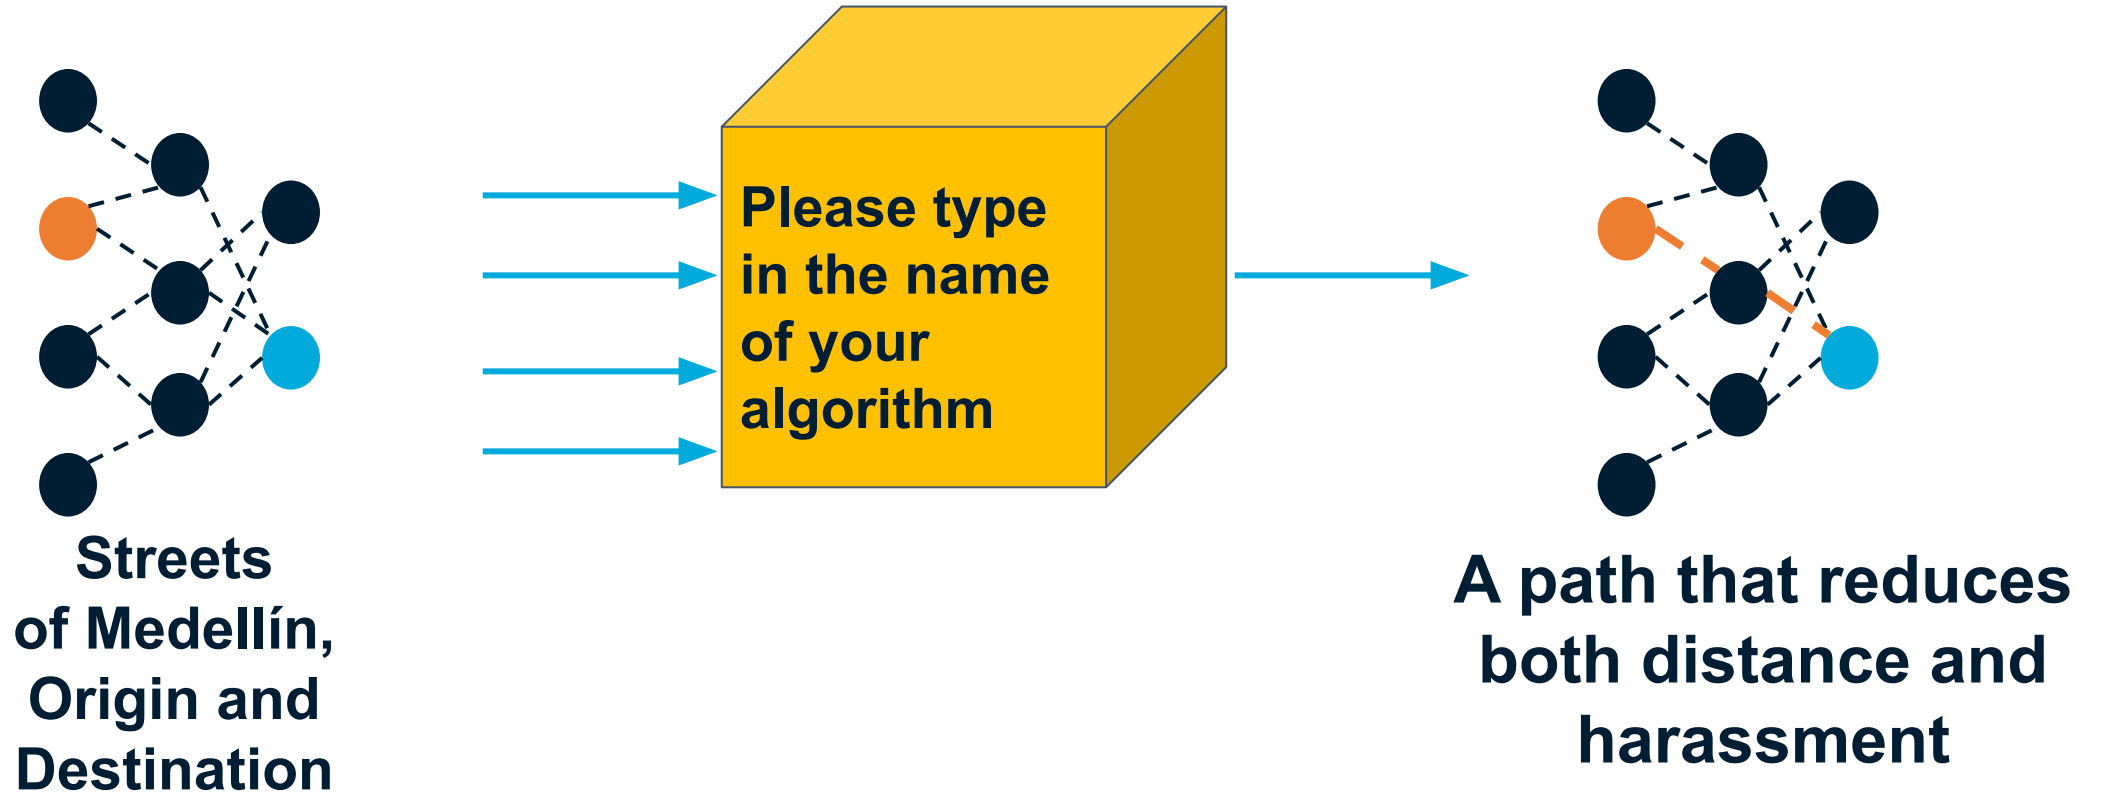 Please type
in the name
of your
algorithm
Streets
of Medellín,
Origin and
Destination
A path that reduces
both distance and
harassment